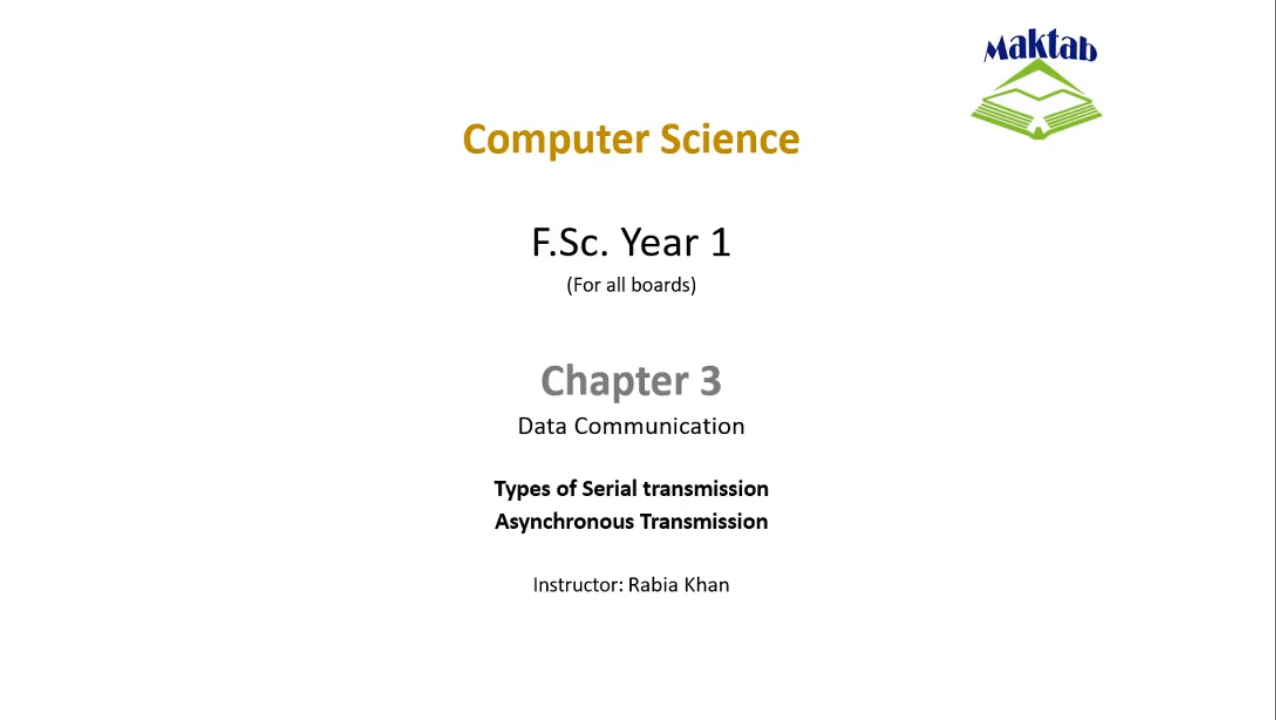 Maktab
Computer Science
F.Sc. Year 1
(For all boards)
Chapter 3
Data Communication
Types of Serial transmission
Asynchronous Transmission
Instructor: Rabia Khan